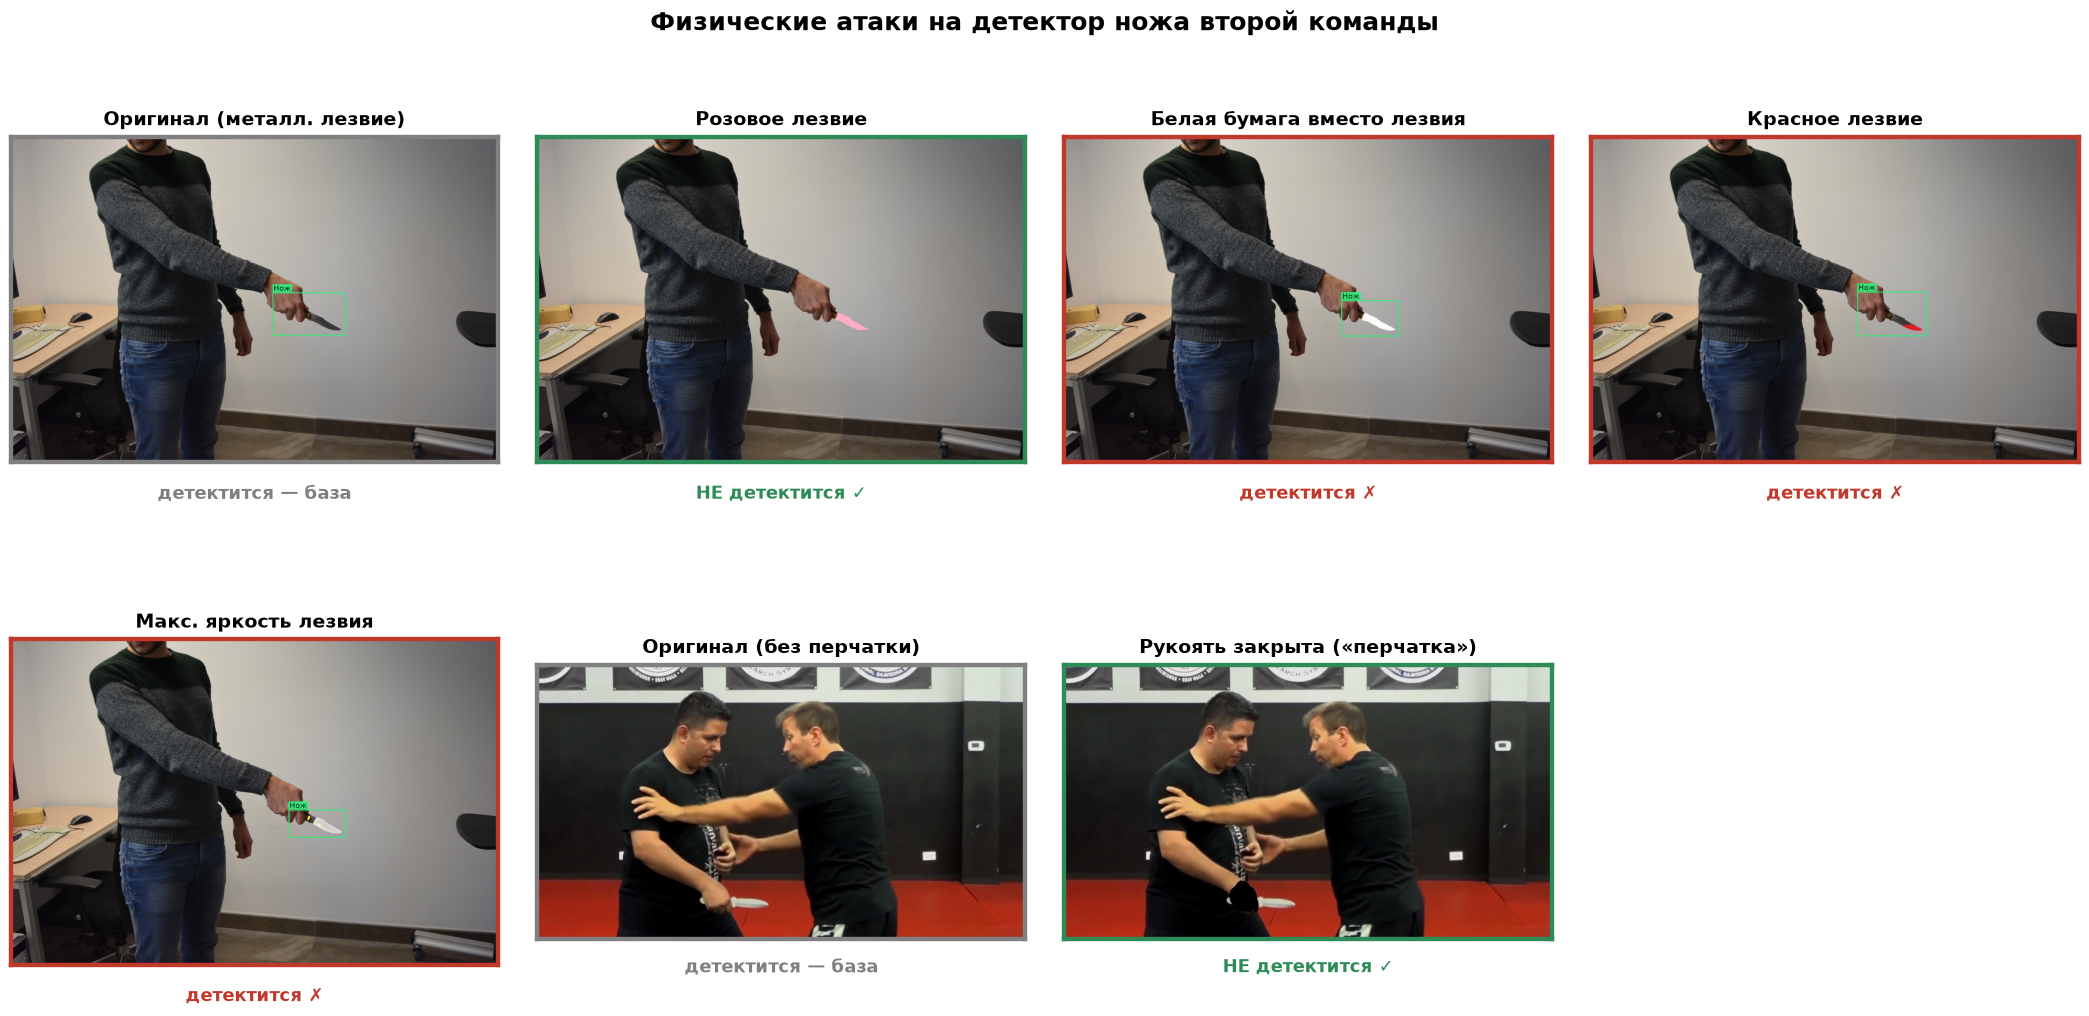 Физические атаки на детектор ножа второй команды
Оригинал (металл. лезвие)
Розовое лезвие
Белая бумага вместо лезвия
Красное лезвие
Нож
Нож
Нож
детектится — база
НЕ детектится ✓
детектится ✗
детектится ✗
Макс. яркость лезвия
Оригинал (без перчатки)
Рукоять закрыта («перчатка»)
Нож
детектится — база
НЕ детектится ✓
детектится ✗